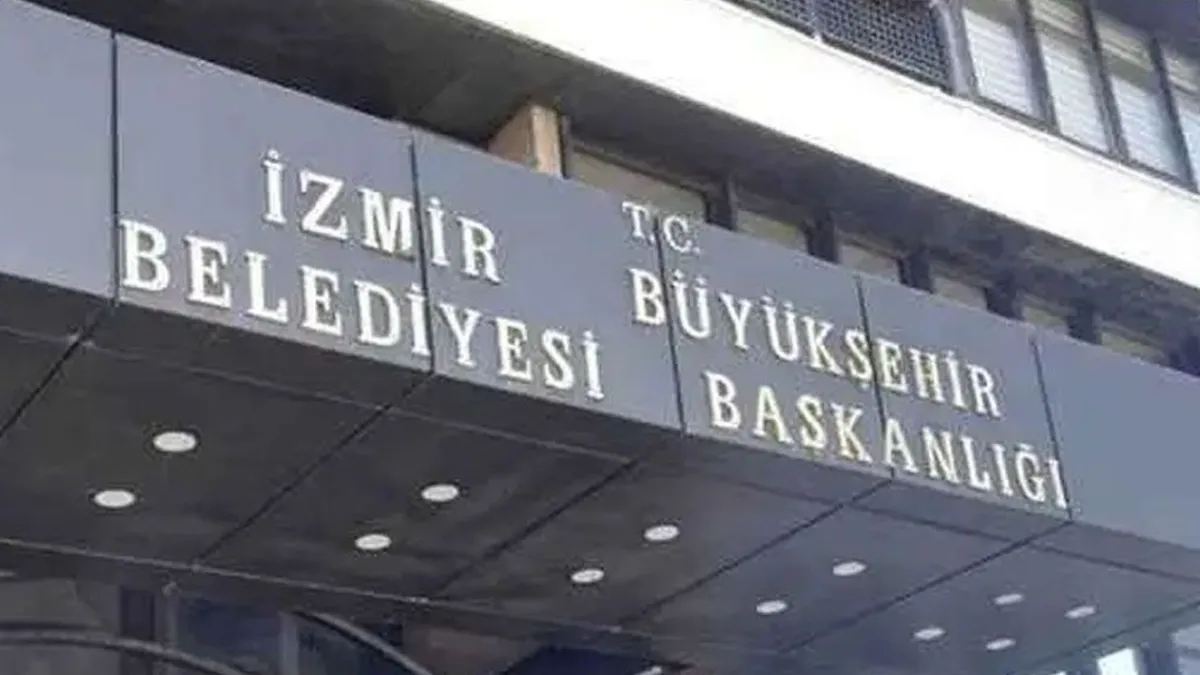 T.C.
İZMİR BÜYÜKŞEHİR
BELEDİYESİ BAŞKANLIĞI